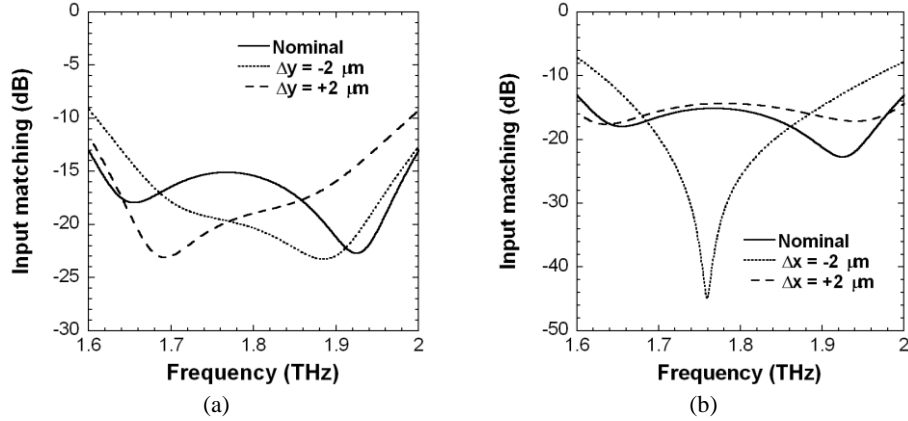 0
-5
-10
-15
-20
-25
-30
Input matching (dB)
Nominal
Δy = -2 μm
Δy = +2 μm
1.6
1.7
1.8
1.9
2
Frequency (THz)
(a)
0
-10
-20
-30
-40
-50
Input matching (dB)
Nominal
Δx = -2 μm
Δx = +2 μm
1.6
1.7
1.8
1.9
2
Frequency (THz)
(b)